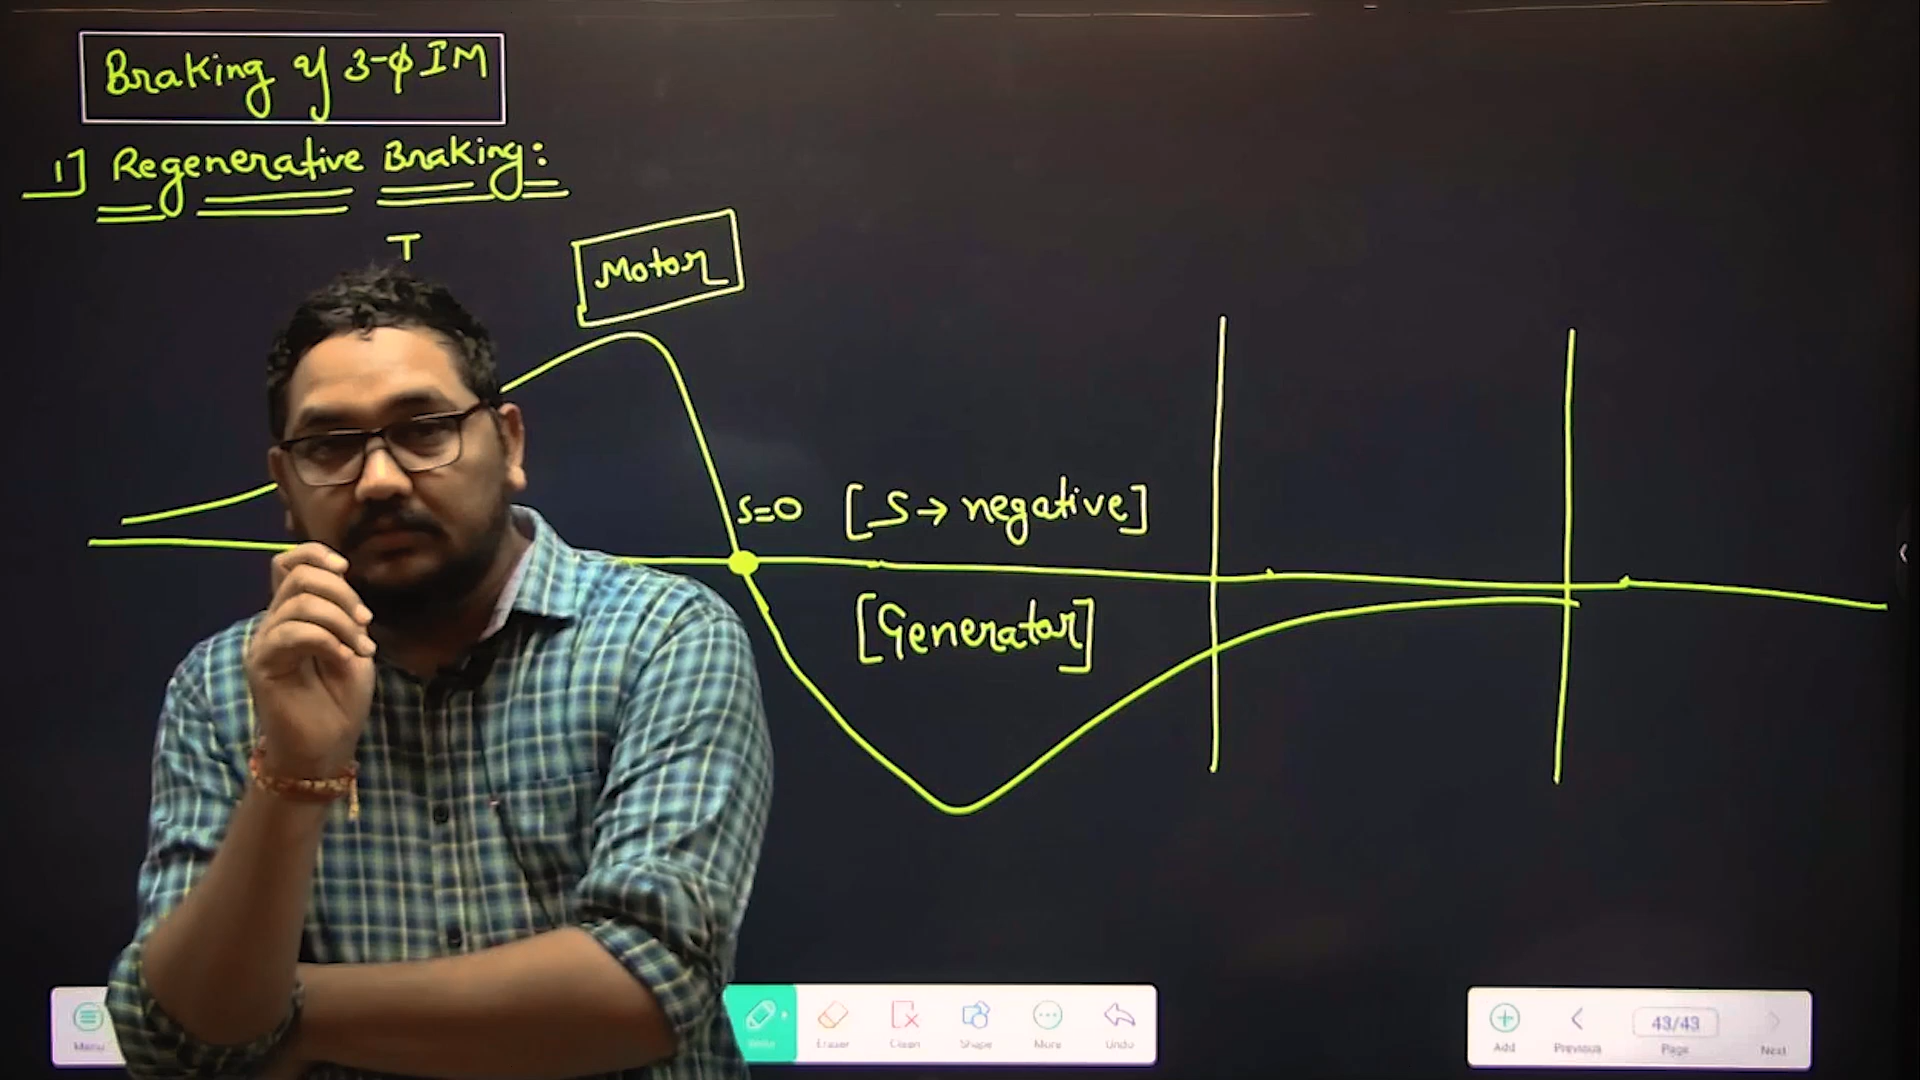 Braking of 3-φ IM
1] Regenerative Braking:
T
Motor
S=0 [S→ negative]
[Generator]
Menu Write Eraser Clean Shape More Undo
Add Previous 43/43 Page Next